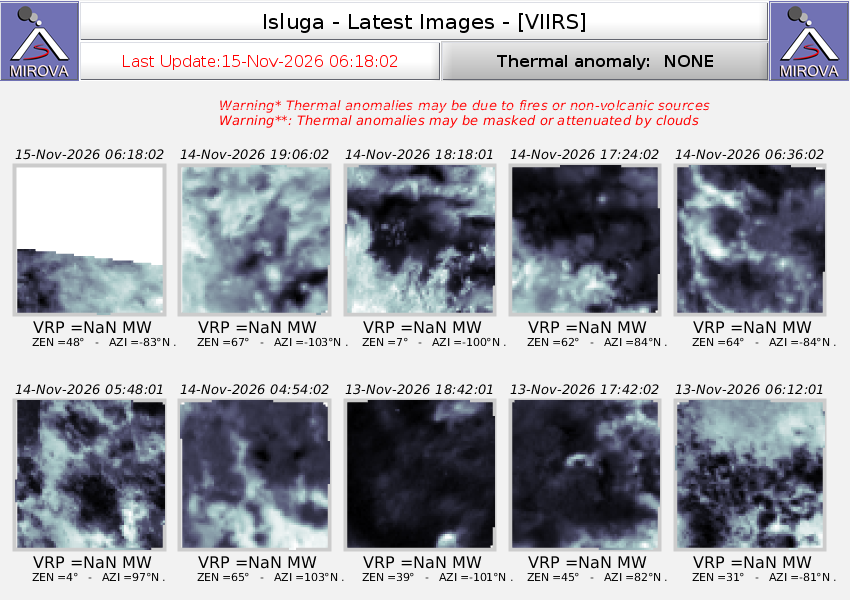 Isluga - Latest Images - [VIIRS]
MIROVA
Last Update:15-Nov-2026 06:18:02
Thermal anomaly: NONE
MIROVA
Warning* Thermal anomalies may be due to fires or non-volcanic sources
Warning**: Thermal anomalies may be masked or attenuated by clouds
15-Nov-2026 06:18:02
14-Nov-2026 19:06:02
14-Nov-2026 18:18:01
14-Nov-2026 17:24:02
14-Nov-2026 06:36:02
VRP =NaN MW
VRP =NaN MW
VRP =NaN MW
VRP =NaN MW
VRP =NaN MW
ZEN =48° - AZI =-83°N .
ZEN =67° - AZI =-103°N .
ZEN =7° - AZI =-100°N .
ZEN =62° - AZI =84°N .
ZEN =64° - AZI =-84°N .
14-Nov-2026 05:48:01
14-Nov-2026 04:54:02
13-Nov-2026 18:42:01
13-Nov-2026 17:42:02
13-Nov-2026 06:12:01
VRP =NaN MW
VRP =NaN MW
VRP =NaN MW
VRP =NaN MW
VRP =NaN MW
ZEN =4° - AZI =97°N .
ZEN =65° - AZI =103°N .
ZEN =39° - AZI =-101°N .
ZEN =45° - AZI =82°N .
ZEN =31° - AZI =-81°N .